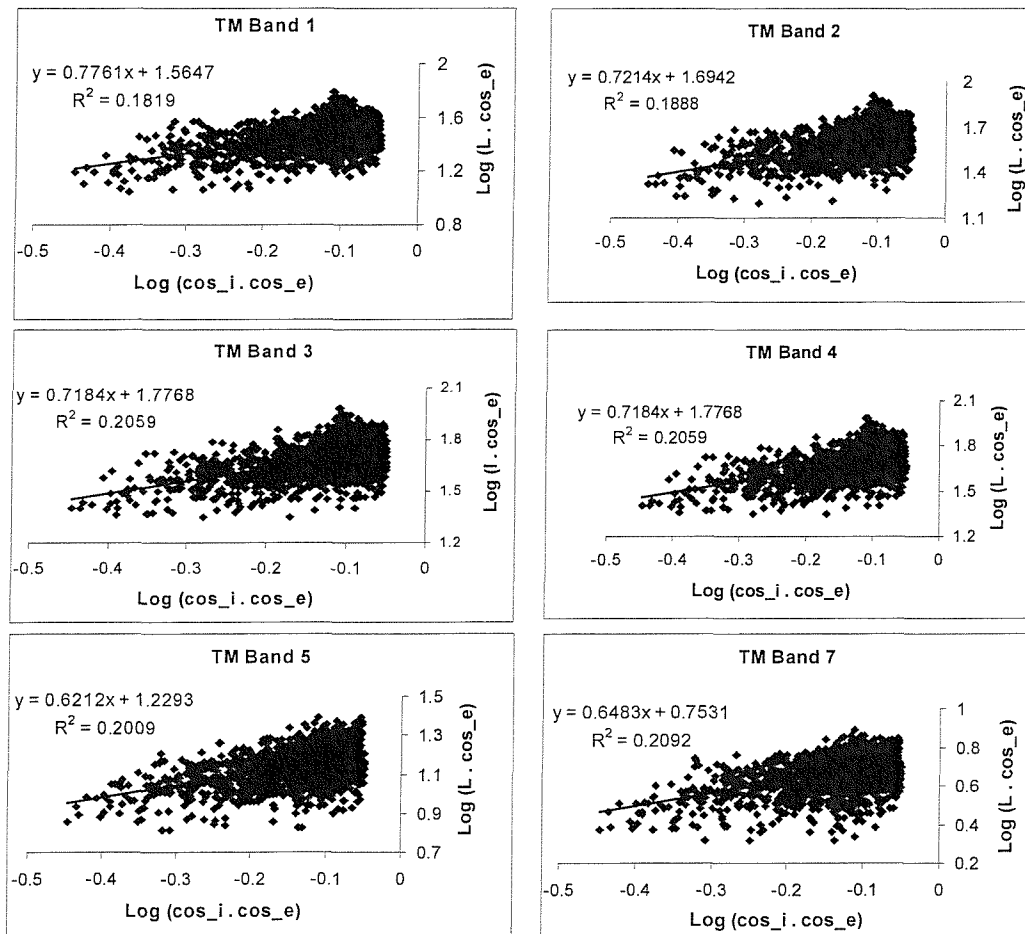 TM Band 1
y = 0.7761x + 1.5647
R² = 0.1819
2
1.6
1.2
0.8
Log (L . cos_e)
-0.5 -0.4 -0.3 -0.2 -0.1 0
Log (cos_i . cos_e)
TM Band 2
y = 0.7214x + 1.6942
R² = 0.1888
2
1.7
1.4
1.1
Log (L . cos_e)
-0.5 -0.4 -0.3 -0.2 -0.1 0
Log (cos_i . cos_e)
TM Band 3
y = 0.7184x + 1.7768
R² = 0.2059
2.1
1.8
1.5
1.2
Log (l . cos_e)
-0.5 -0.4 -0.3 -0.2 -0.1 0
Log (cos_i . cos_e)
TM Band 4
y = 0.7184x + 1.7768
R² = 0.2059
2.1
1.8
1.5
1.2
Log (L . cos_e)
-0.5 -0.4 -0.3 -0.2 -0.1 0
Log (cos_i . cos_e)
TM Band 5
y = 0.6212x + 1.2293
R² = 0.2009
1.5
1.3
1.1
0.9
0.7
Log (L . cos_e)
-0.5 -0.4 -0.3 -0.2 -0.1 0
Log (cos_i . cos_e)
TM Band 7
y = 0.6483x + 0.7531
R² = 0.2092
1
0.8
0.6
0.4
0.2
Log (L . cos_e)
-0.5 -0.4 -0.3 -0.2 -0.1 0
Log (cos_i . cos_e)